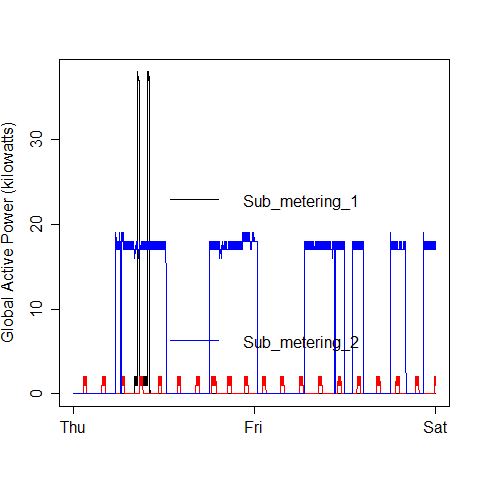 Global Active Power (kilowatts)
30
20
10
0
Sub_metering_1
Sub_metering_2
Thu Fri Sat